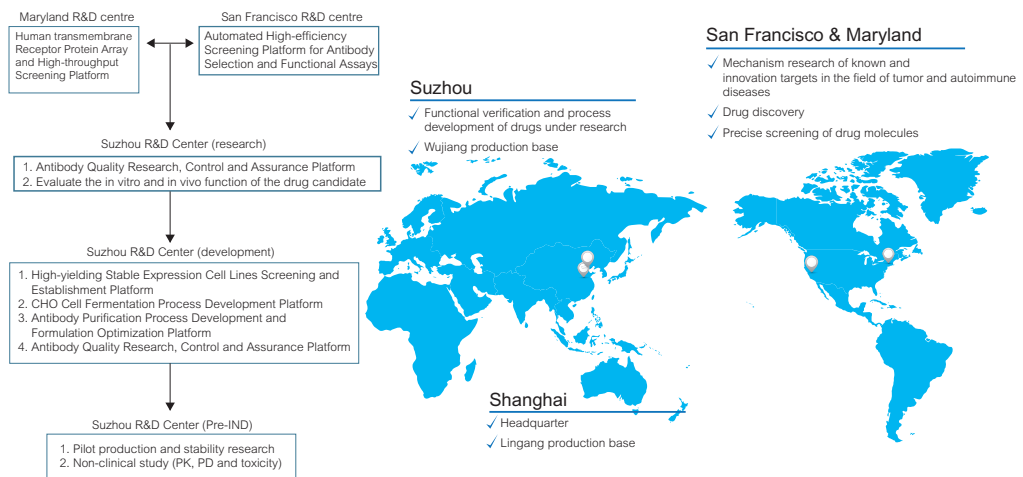 Maryland R&D centre
San Francisco R&D centre
Human transmembrane
Receptor Protein Array
and High-throughput
Screening Platform
Automated High-efficiency
Screening Platform for Antibody
Selection and Functional Assays
Suzhou R&D Center (research)
1. Antibody Quality Research, Control and Assurance Platform
2. Evaluate the in vitro and in vivo function of the drug candidate
Suzhou R&D Center (development)
1. High-yielding Stable Expression Cell Lines Screening and
Establishment Platform
2. CHO Cell Fermentation Process Development Platform
3. Antibody Purification Process Development and
Formulation Optimization Platform
4. Antibody Quality Research, Control and Assurance Platform
Suzhou R&D Center (Pre-IND)
1. Pilot production and stability research
2. Non-clinical study (PK, PD and toxicity)
Suzhou
✓ Functional verification and process
development of drugs under research
✓ Wujiang production base
Shanghai
✓ Headquarter
✓ Lingang production base
San Francisco & Maryland
✓ Mechanism research of known and
innovation targets in the field of tumor and autoimmune
diseases
✓ Drug discovery
✓ Precise screening of drug molecules